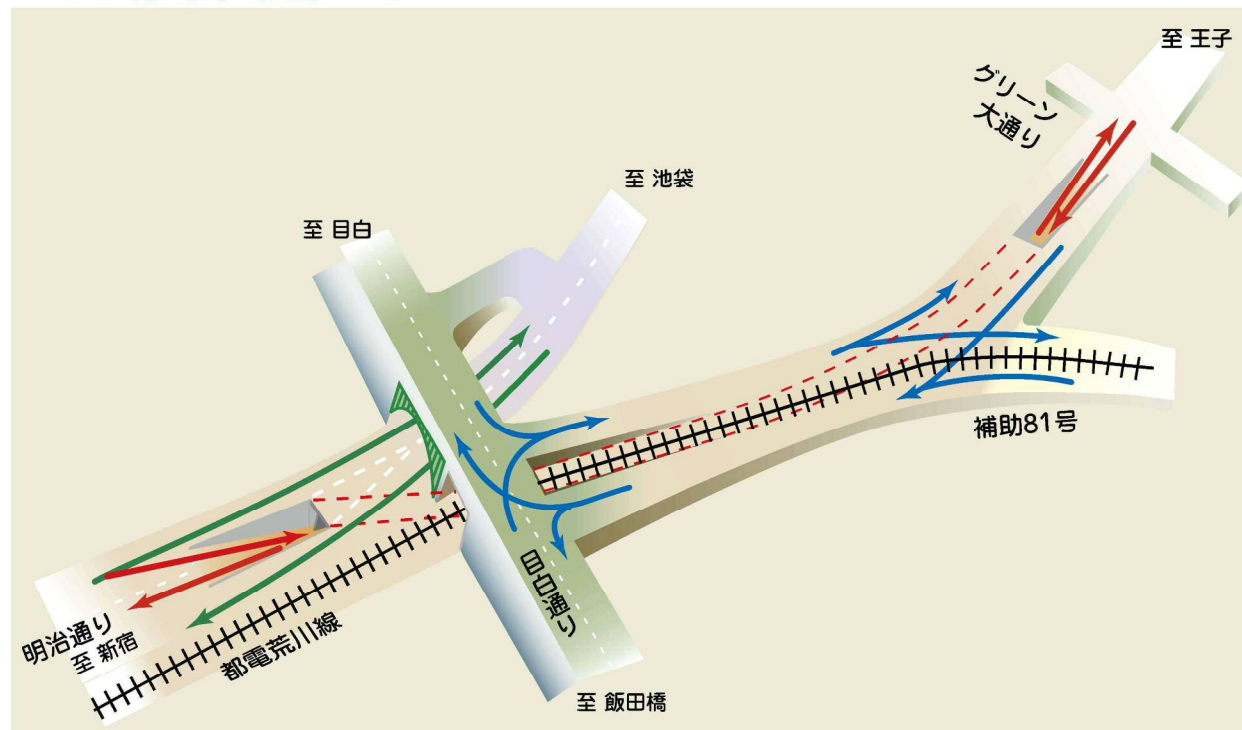 至 王子
グリーン
大通り
至 池袋
至 目白
補助81号
目白通り
明治通り
至 新宿
都電荒川線
至 飯田橋